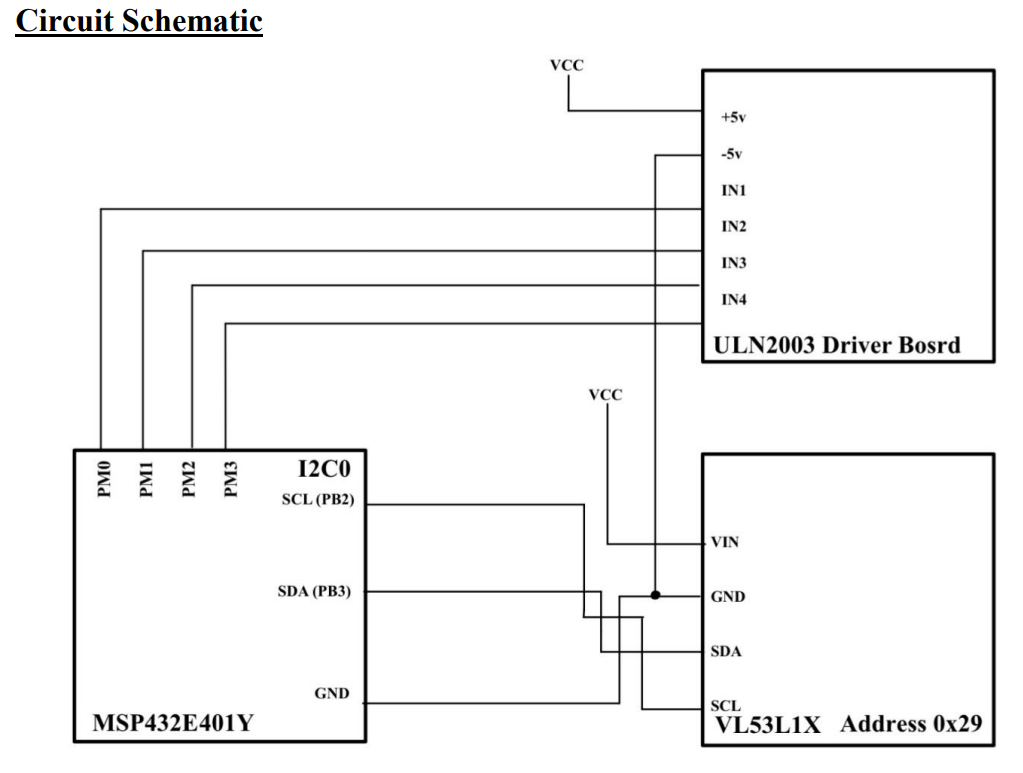 Circuit Schematic
VCC
+5v
-5v
IN1
IN2
IN3
IN4
ULN2003 Driver Bosrd
VCC
PM0
PM1
PM2
PM3
I2C0
SCL (PB2)
SDA (PB3)
GND
MSP432E401Y
VIN
GND
SDA
SCL
VL53L1X Address 0x29